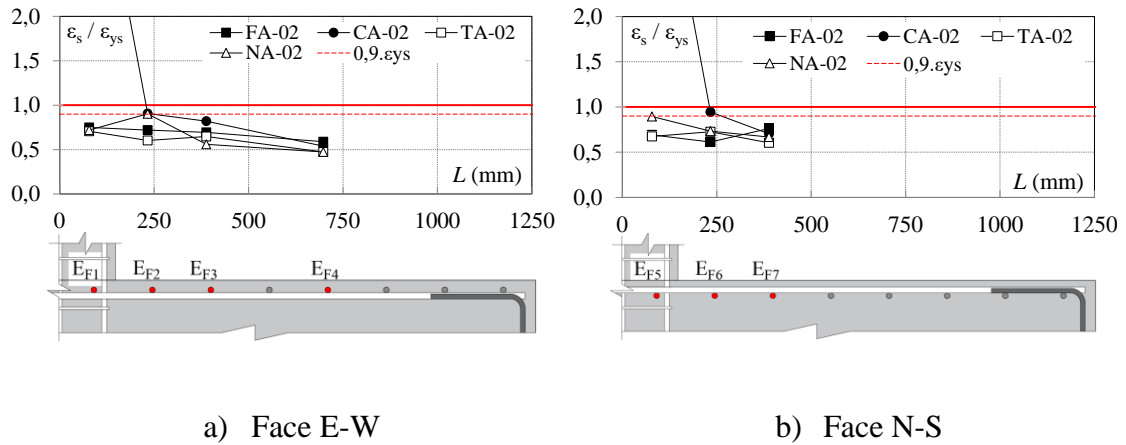 2,0
εs / εys
FA-02 CA-02 TA-02
NA-02 0,9.εys
1,5
1,0
0,5
L (mm)
0,0
0 250 500 750 1000 1250
EF1 EF2 EF3 EF4
a) Face E-W
2,0
εs / εys
FA-02 CA-02 TA-02
NA-02 0,9.εys
1,5
1,0
0,5
L (mm)
0,0
0 250 500 750 1000 1250
EF5 EF6 EF7
b) Face N-S